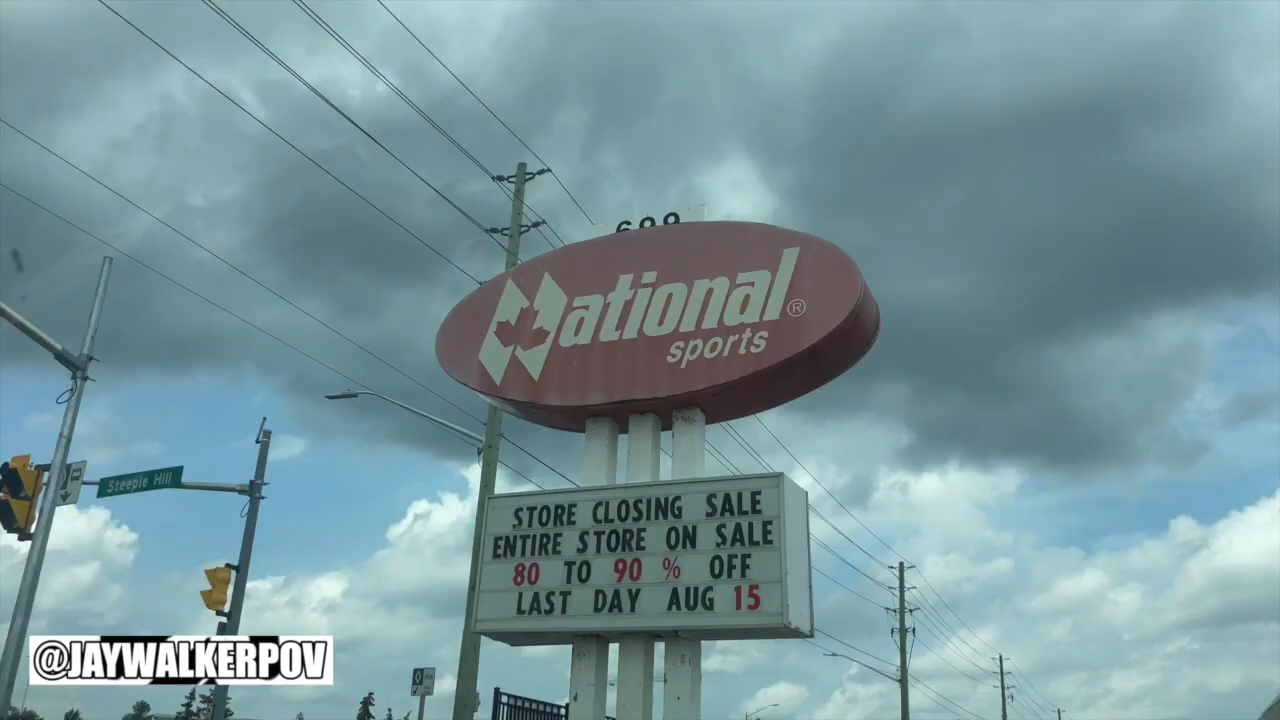 699
National®
sports
Steeple Hill
STORE CLOSING SALE
ENTIRE STORE ON SALE
80 TO 90 % OFF
LAST DAY AUG 15
@JAYWALKERPOV